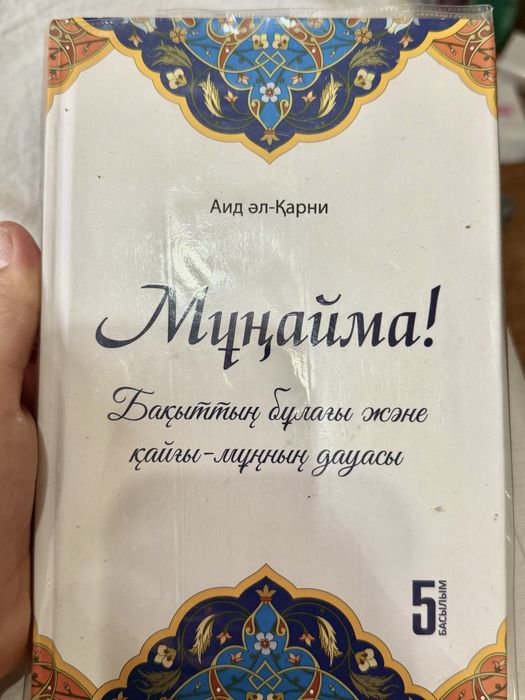 Аид әл-Қарни
Мұңайма!
Бақыттың бұлағы және
қайғы-мұңның дауасы
5
БАСЫЛЫМ